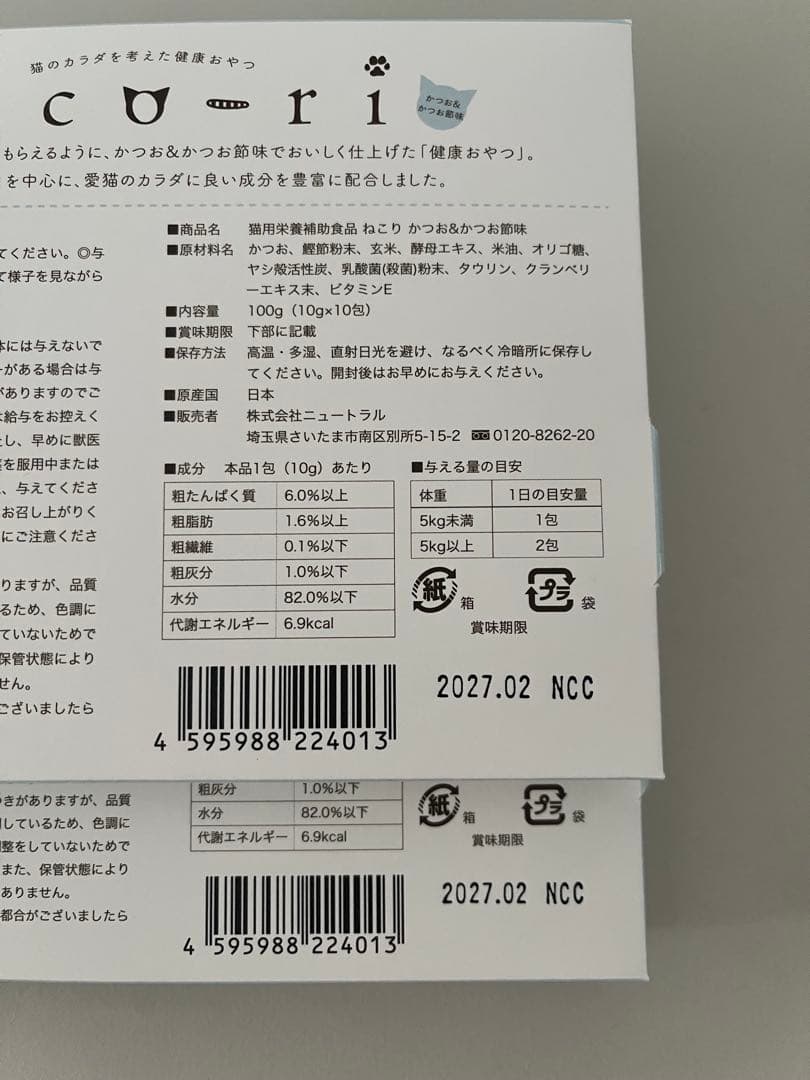 猫のカラダを考えた健康おやつ
co-ri
かつお&
かつお節味
もらえるように、かつお&かつお節味でおいしく仕上げた「健康おやつ」。
を中心に、愛猫のカラダに良い成分を豊富に配合しました。
てください。◎与
て様子を見ながら
体には与えないで
ーがある場合は与
がありますのでご
は給与をお控えく
たし、早めに獣医
薬を服用中または
、与えてくださ
お召し上がりく
にご注意くださ
りますが、品質
るため、色調に
ていないためで
保管状態により
せん。
ございましたら
■商品名 猫用栄養補助食品 ねこり かつお&かつお節味
■原材料名 かつお、鰹節粉末、玄米、酵母エキス、米油、オリゴ糖、
ヤシ殻活性炭、乳酸菌(殺菌)粉末、タウリン、クランベリ
ーエキス末、ビタミンE
■内容量 100g(10g×10包)
■賞味期限 下部に記載
■保存方法 高温・多湿、直射日光を避け、なるべく冷暗所に保存し
てください。開封後はお早めにお与えください。
■原産国 日本
■販売者 株式会社ニュートラル
埼玉県さいたま市南区別所5-15-2 0120-8262-20
■成分 本品1包(10g)あたり
粗たんぱく質 6.0%以上
粗脂肪 1.6%以上
粗繊維 0.1%以下
粗灰分 1.0%以下
水分 82.0%以下
代謝エネルギー 6.9kcal
■与える量の目安
体重 1日の目安量
5kg未満 1包
5kg以上 2包
紙 箱 プラ 袋
賞味期限
2027.02 NCC
4 595988 224013
つきがありますが、品質
用しているため、色調に
調整をしていないためで
また、保管状態により
ありません。
都合がございましたら
粗灰分 1.0%以下
水分 82.0%以下
代謝エネルギー 6.9kcal
紙 箱 プラ 袋
賞味期限
2027.02 NCC
4 595988 224013